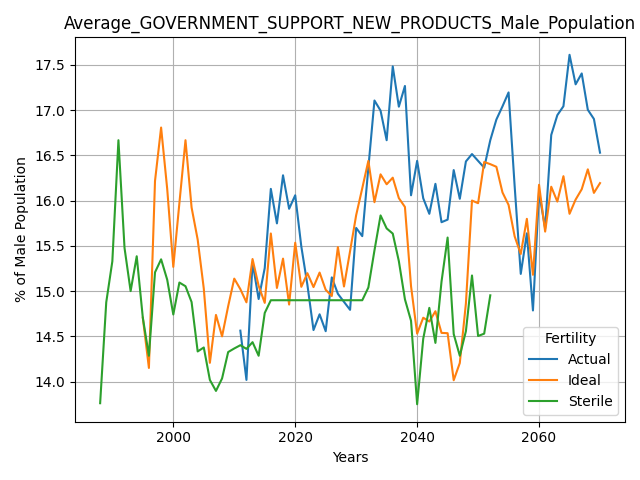 Average_GOVERNMENT_SUPPORT_NEW_PRODUCTS_Male_Population
17.5
17.0
16.5
16.0
15.5
15.0
14.5
14.0
% of Male Population
Fertility
Actual
Ideal
Sterile
2000 2020 2040 2060
Years